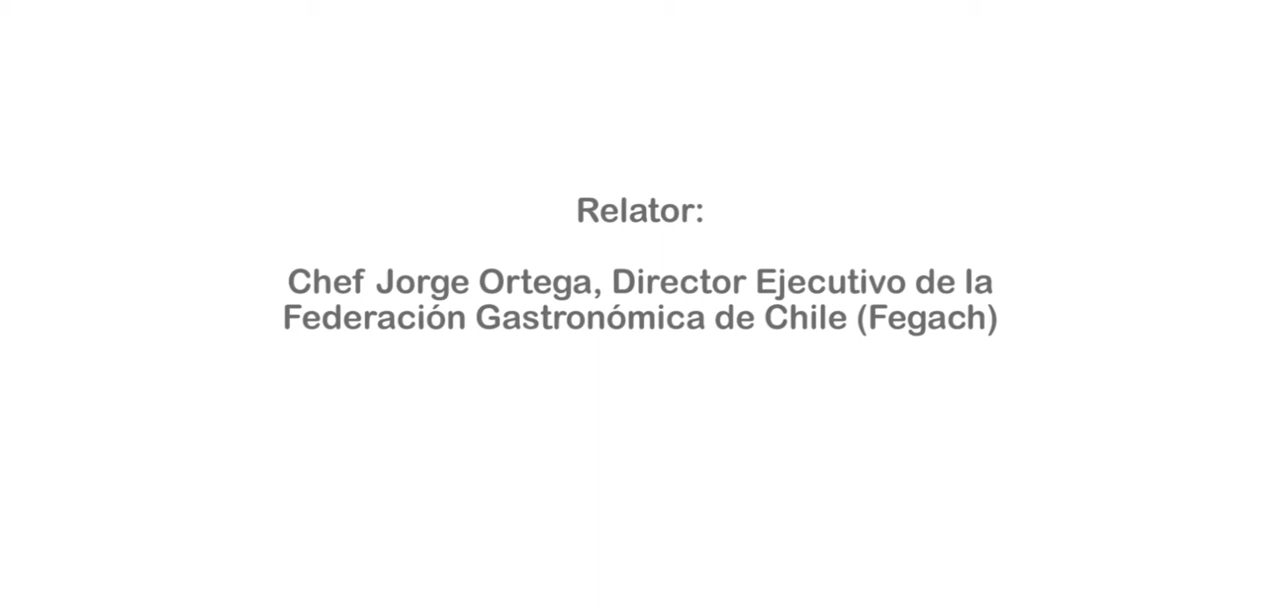 Relator:
Chef Jorge Ortega, Director Ejecutivo de la
Federación Gastronómica de Chile (Fegach)